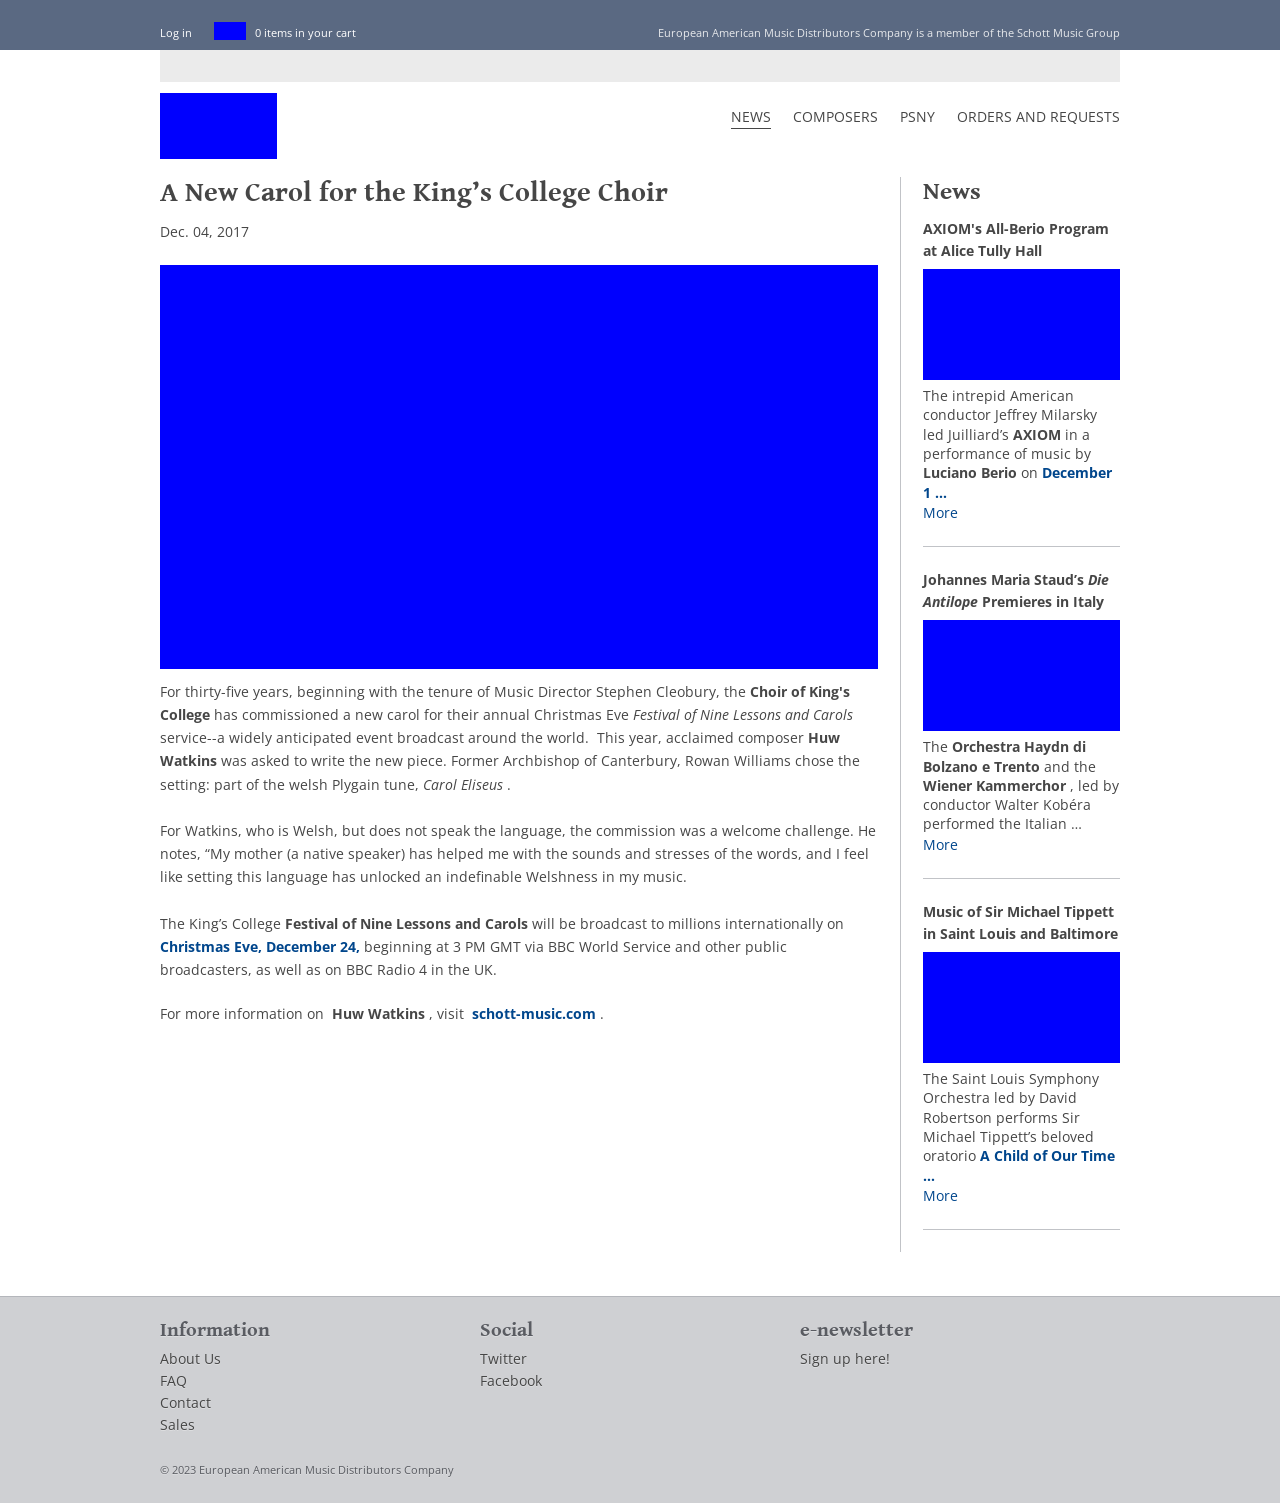 Log in
0 items in your cart
European American Music Distributors Company is a member of the Schott Music Group
NEWS
COMPOSERS
PSNY
ORDERS AND REQUESTS
A New Carol for the King’s College Choir
Dec. 04, 2017
For thirty-five years, beginning with the tenure of Music Director Stephen Cleobury, the Choir of King's
College has commissioned a new carol for their annual Christmas Eve Festival of Nine Lessons and Carols
service--a widely anticipated event broadcast around the world.  This year, acclaimed composer Huw
Watkins was asked to write the new piece. Former Archbishop of Canterbury, Rowan Williams chose the
setting: part of the welsh Plygain tune, Carol Eliseus .
For Watkins, who is Welsh, but does not speak the language, the commission was a welcome challenge. He
notes, “My mother (a native speaker) has helped me with the sounds and stresses of the words, and I feel
like setting this language has unlocked an indefinable Welshness in my music.
The King’s College Festival of Nine Lessons and Carols will be broadcast to millions internationally on
Christmas Eve, December 24, beginning at 3 PM GMT via BBC World Service and other public
broadcasters, as well as on BBC Radio 4 in the UK.
For more information on  Huw Watkins , visit  schott-music.com .
News
AXIOM's All-Berio Program
at Alice Tully Hall
The intrepid American
conductor Jeffrey Milarsky
led Juilliard’s AXIOM in a
performance of music by
Luciano Berio on December
1 ...
More
Johannes Maria Staud’s Die
Antilope Premieres in Italy
The Orchestra Haydn di
Bolzano e Trento and the
Wiener Kammerchor , led by
conductor Walter Kobéra
performed the Italian ...
More
Music of Sir Michael Tippett
in Saint Louis and Baltimore
The Saint Louis Symphony
Orchestra led by David
Robertson performs Sir
Michael Tippett’s beloved
oratorio A Child of Our Time
...
More
Information
About Us
FAQ
Contact
Sales
Social
Twitter
Facebook
e-newsletter
Sign up here!
© 2023 European American Music Distributors Company